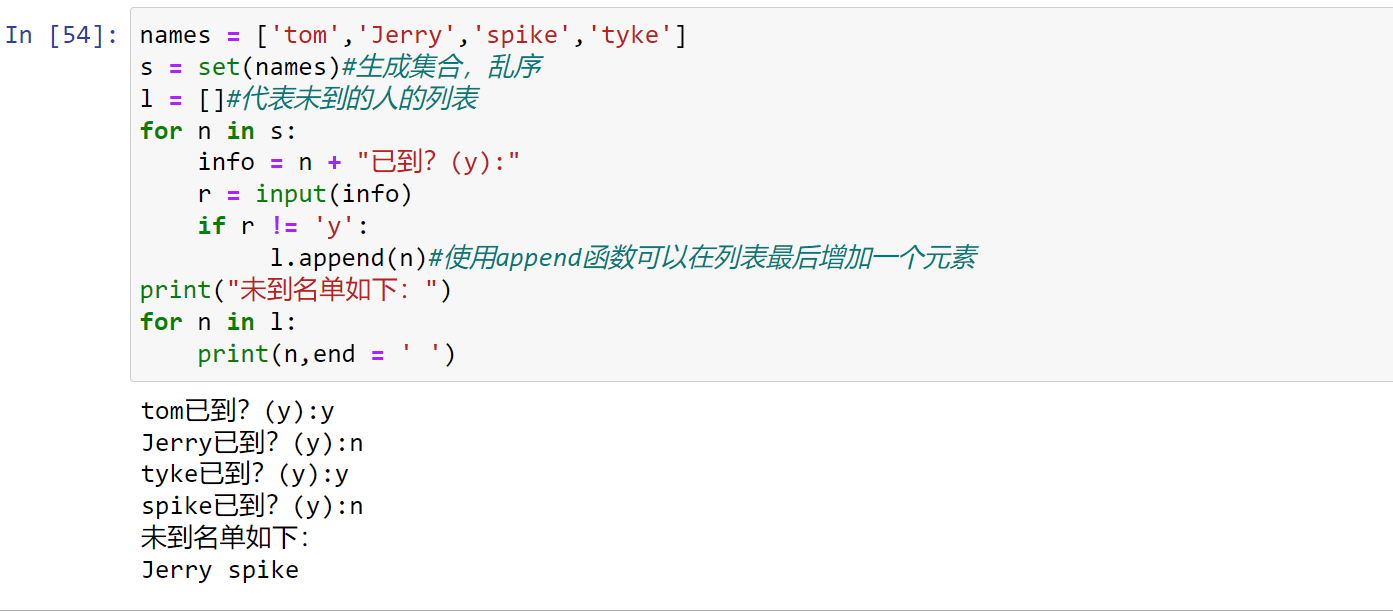 In [54]: names = ['tom','Jerry','spike','tyke']
s = set(names)#生成集合，乱序
l = []#代表未到的人的列表
for n in s:
    info = n + "已到？(y):"
    r = input(info)
    if r != 'y':
         l.append(n)#使用append函数可以在列表最后增加一个元素
print("未到名单如下：")
for n in l:
    print(n,end = ' ')
tom已到？(y):y
Jerry已到？(y):n
tyke已到？(y):y
spike已到？(y):n
未到名单如下：
Jerry spike